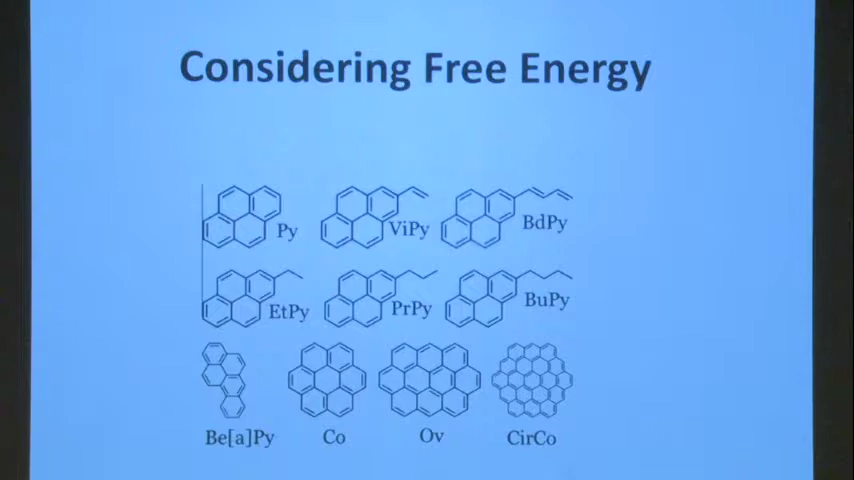 Considering Free Energy
Py ViPy BdPy
EtPy PrPy BuPy
Be[a]Py Co Ov CirCo